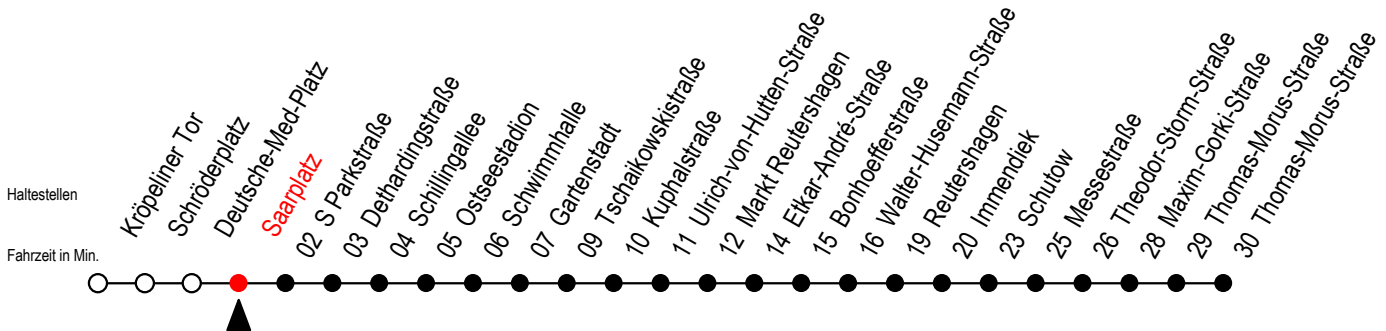 Haltestellen
Fahrzeit in Min.
Kröpeliner Tor
Schröderplatz
Deutsche-Med-Platz
Saarplatz
02 S Parkstraße
03 Dethardingstraße
04 Schillingallee
05 Ostseestadion
06 Schwimmhalle
07 Gartenstadt
09 Tschaikowskistraße
10 Kuphalstraße
11 Ulrich-von-Hutten-Straße
12 Markt Reutershagen
14 Etkar-André-Straße
15 Bonhoefferstraße
16 Walter-Husemann-Straße
19 Reutershagen
20 Immendiek
23 Schutow
25 Messestraße
26 Theodor-Storm-Straße
28 Maxim-Gorki-Straße
29 Thomas-Morus-Straße
30 Thomas-Morus-Straße